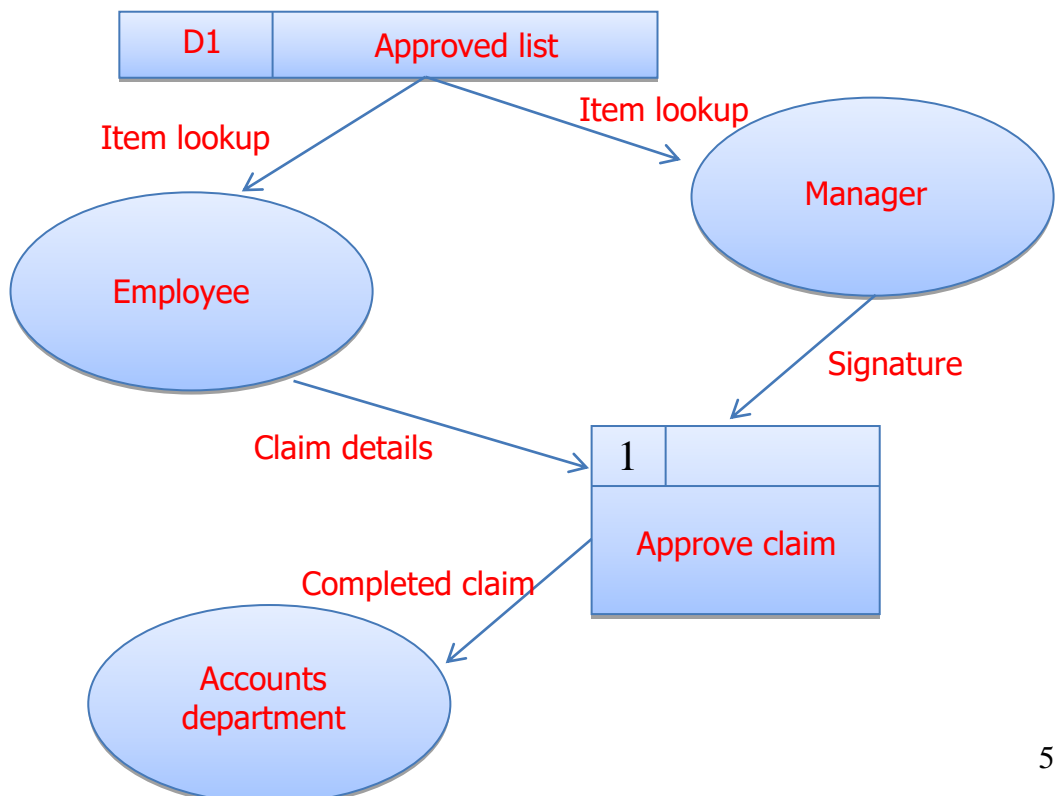 D1
Approved list
Item lookup
Item lookup
Manager
Employee
Signature
Claim details
1
Approve claim
Completed claim
Accounts
department
5